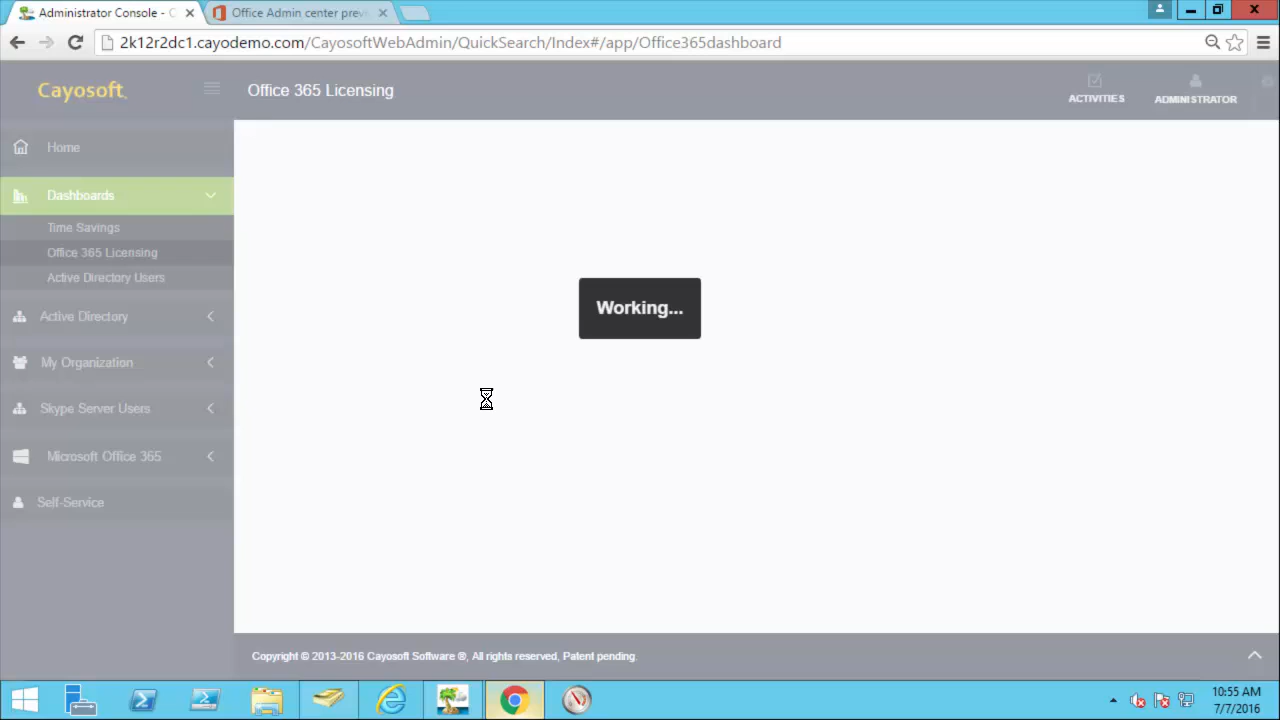 Administrator Console - C
Office Admin center prev
2k12r2dc1.cayodemo.com/CayosoftWebAdmin/QuickSearch/Index#/app/Office365dashboard
Cayosoft
Office 365 Licensing
ACTIVITIES
ADMINISTRATOR
Home
Dashboards
Time Savings
Office 365 Licensing
Active Directory Users
Active Directory
My Organization
Skype Server Users
Microsoft Office 365
Self-Service
Working...
Copyright © 2013-2016 Cayosoft Software ®, All rights reserved, Patent pending.
10:55 AM
7/7/2016